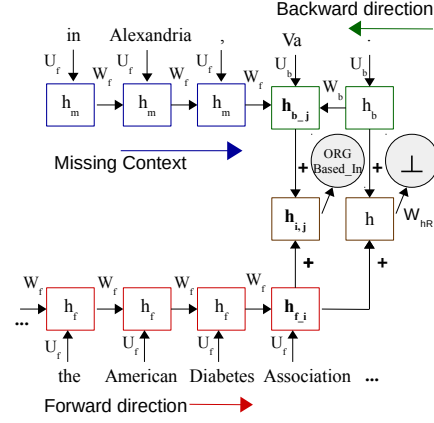 Backward direction
in Alexandria , Va .
U_f U_f U_f U_b U_b
W_f W_f W_f W_b
h_m h_m h_m h_b_j h_b
Missing Context
+ ORG Based_In + ⊥
h_i,j h W_hR
+ +
W_f W_f W_f W_f
... h_f h_f h_f h_f_i
U_f U_f U_f U_f
the American Diabetes Association ...
Forward direction